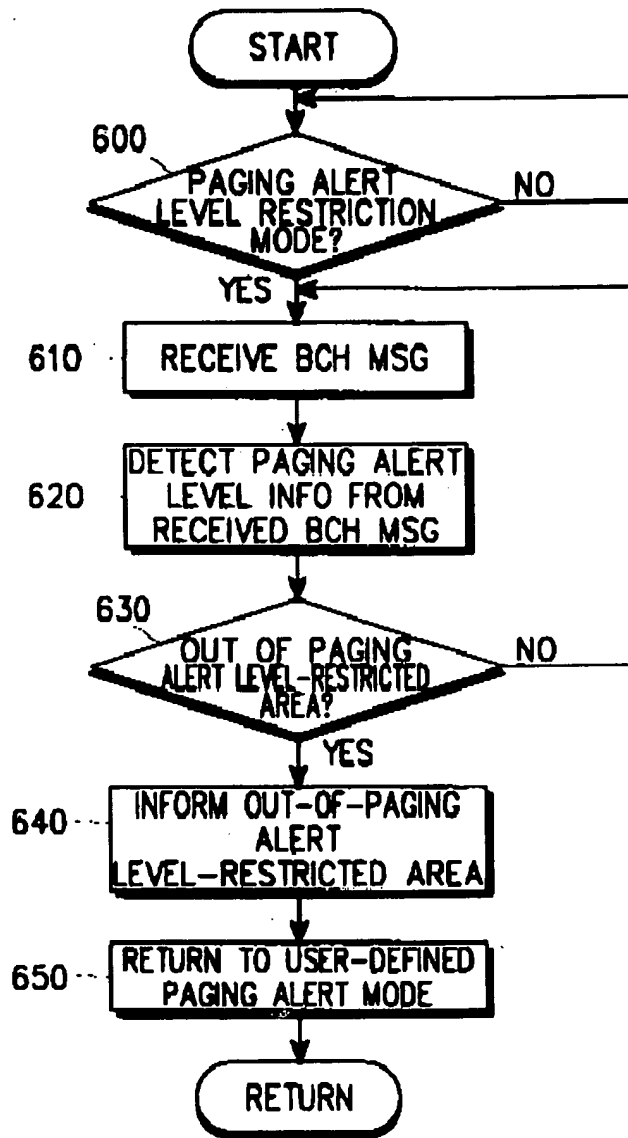 START
600
PAGING ALERT
LEVEL RESTRICTION
MODE?
NO
YES
610
RECEIVE BCH MSG
620
DETECT PAGING ALERT
LEVEL INFO FROM
RECEIVED BCH MSG
630
OUT OF PAGING
ALERT LEVEL-RESTRICTED
AREA?
NO
YES
640
INFORM OUT-OF-PAGING
ALERT
LEVEL-RESTRICTED AREA
650
RETURN TO USER-DEFINED
PAGING ALERT MODE
RETURN